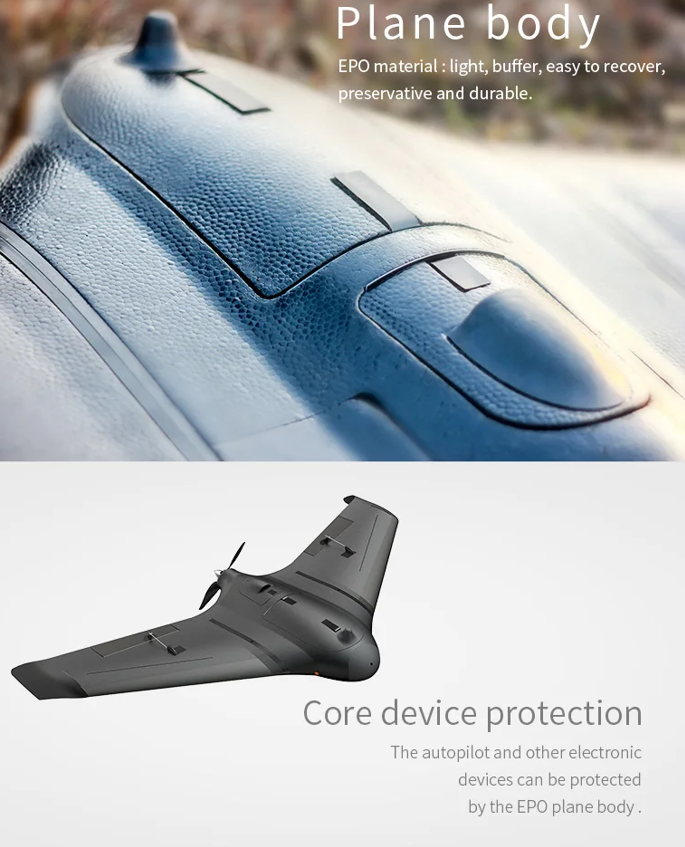 Plane body
EPO material : light, buffer, easy to recover,
preservative and durable.
Core device protection
The autopilot and other electronic
devices can be protected
by the EPO plane body .